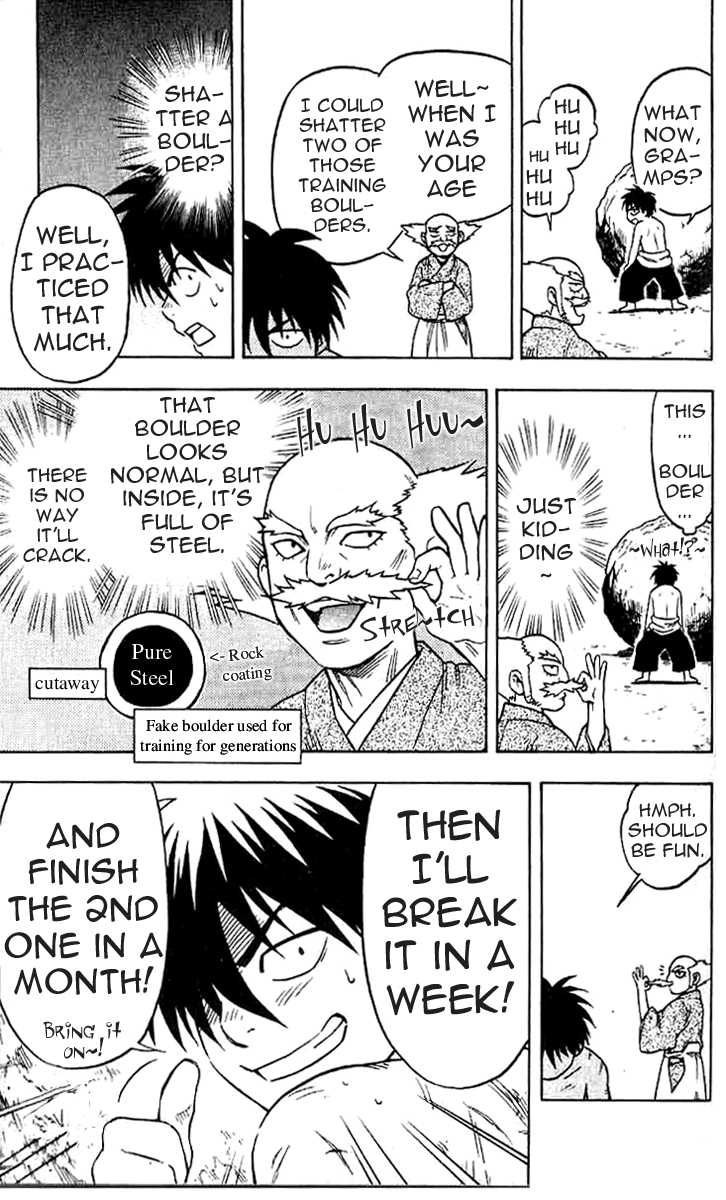 WHAT
NOW,
GRA-
MPS?
HU
HU
HU
HU
HU
HU
WELL~
WHEN I
WAS
YOUR
AGE
I COULD
SHATTER
TWO OF
THOSE
TRAINING
BOUL-
DERS.
SHA-
TTER A
BOUL-
DER?
WELL,
I PRAC-
TICED
THAT
MUCH.
THIS
...
BOUL
DER
...
~WHAT!?~
JUST
KID-
DING
~
HU HU HUU~
STRE~TCH
THAT
BOULDER
LOOKS
NORMAL, BUT
INSIDE, IT'S
FULL OF
STEEL.
THERE
IS NO
WAY
IT'LL
CRACK.
Pure
Steel
<- Rock
coating
cutaway
Fake boulder used for
training for generations
HMPH.
SHOULD
BE FUN.
THEN
I'LL
BREAK
IT IN A
WEEK!
AND
FINISH
THE 2ND
ONE IN A
MONTH!
BRING IT
ON~!